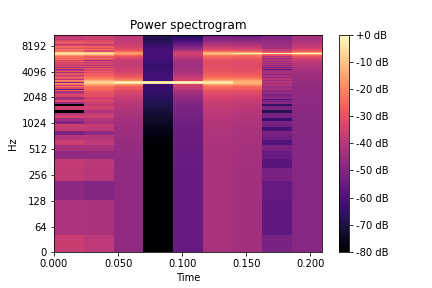 Power spectrogram
Hz
8192
4096
2048
1024
512
256
128
64
0
0.000 0.050 0.100 0.150 0.200
Time
+0 dB
-10 dB
-20 dB
-30 dB
-40 dB
-50 dB
-60 dB
-70 dB
-80 dB